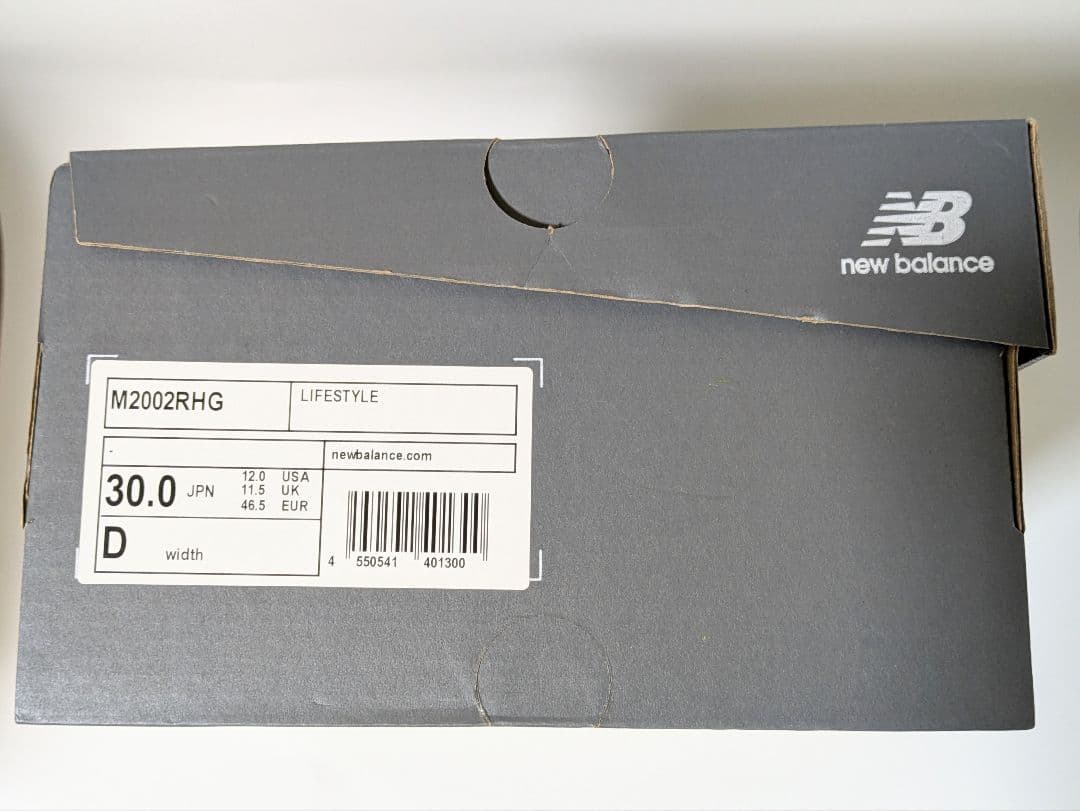 NB
new balance
M2002RHG
LIFESTYLE
-
newbalance.com
30.0 JPN
12.0 USA
11.5 UK
46.5 EUR
D width
4 550541 401300